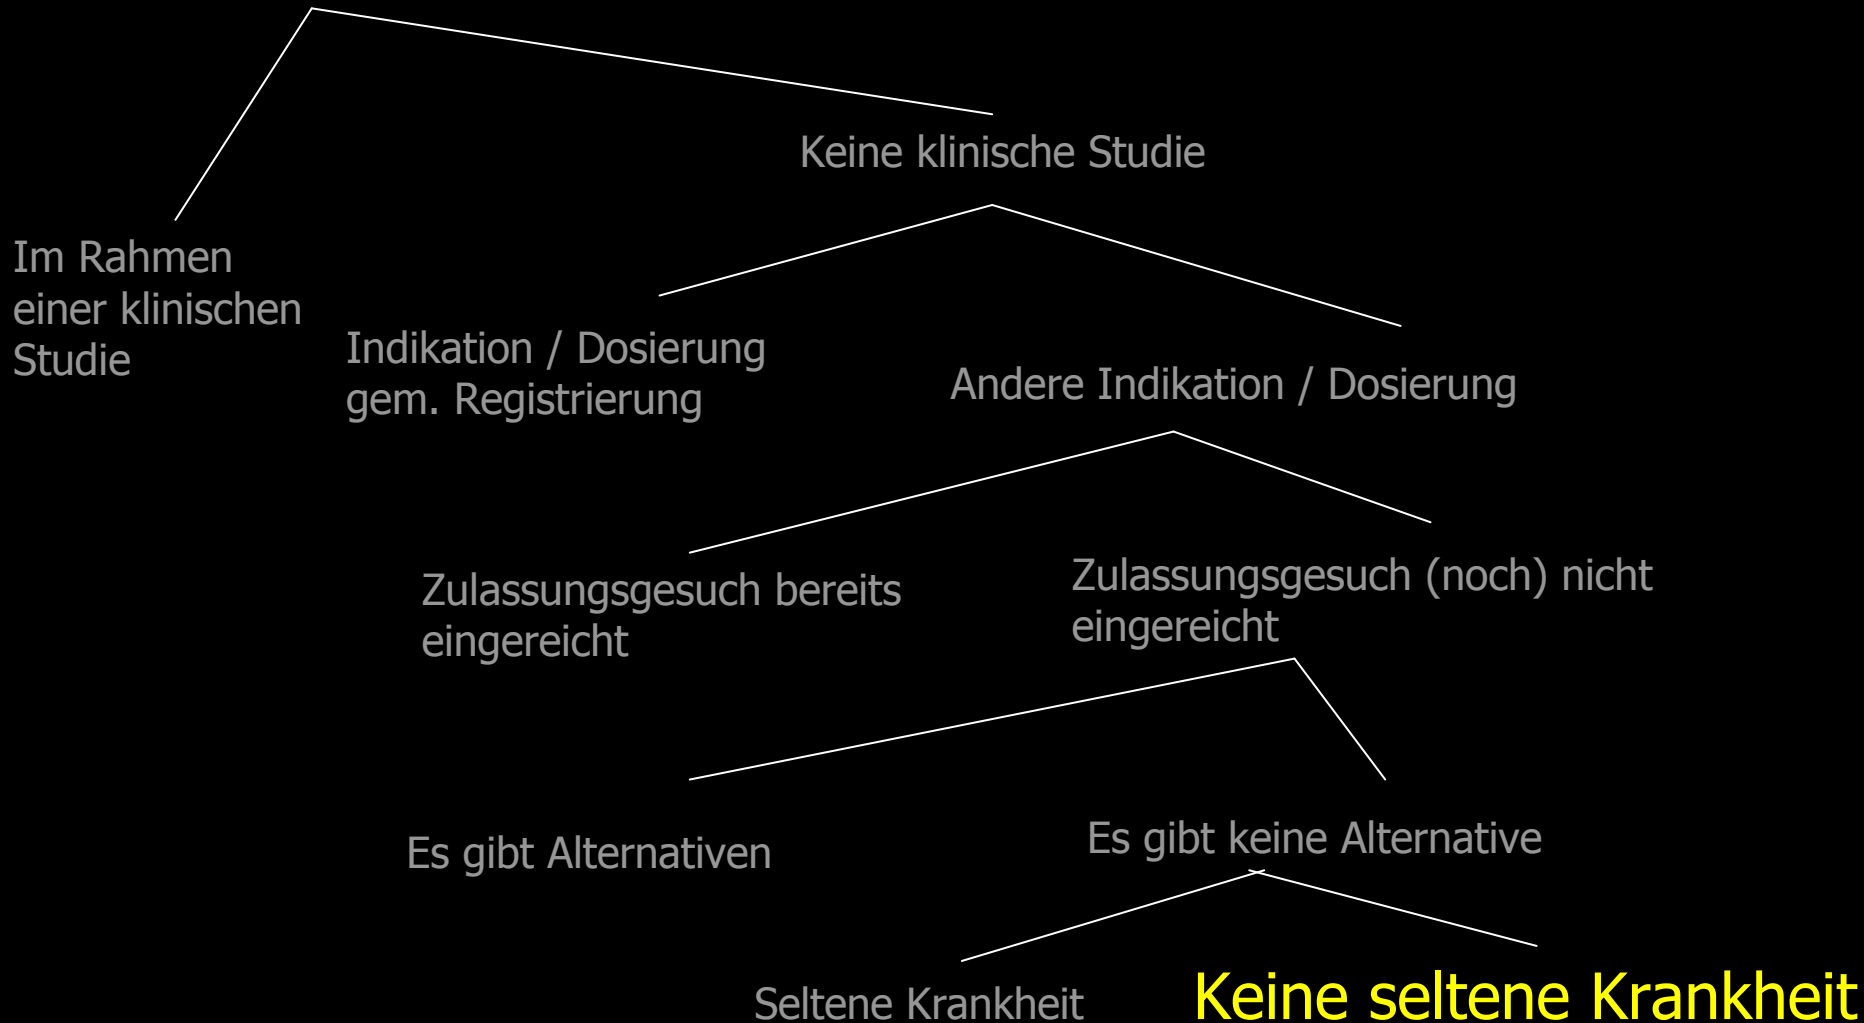 Keine klinische Studie
Im Rahmen
einer klinischen
Studie
Indikation / Dosierung
gem. Registrierung
Andere Indikation / Dosierung
Zulassungsgesuch bereits
eingereicht
Zulassungsgesuch (noch) nicht
eingereicht
Es gibt Alternativen
Es gibt keine Alternative
Seltene Krankheit
Keine seltene Krankheit